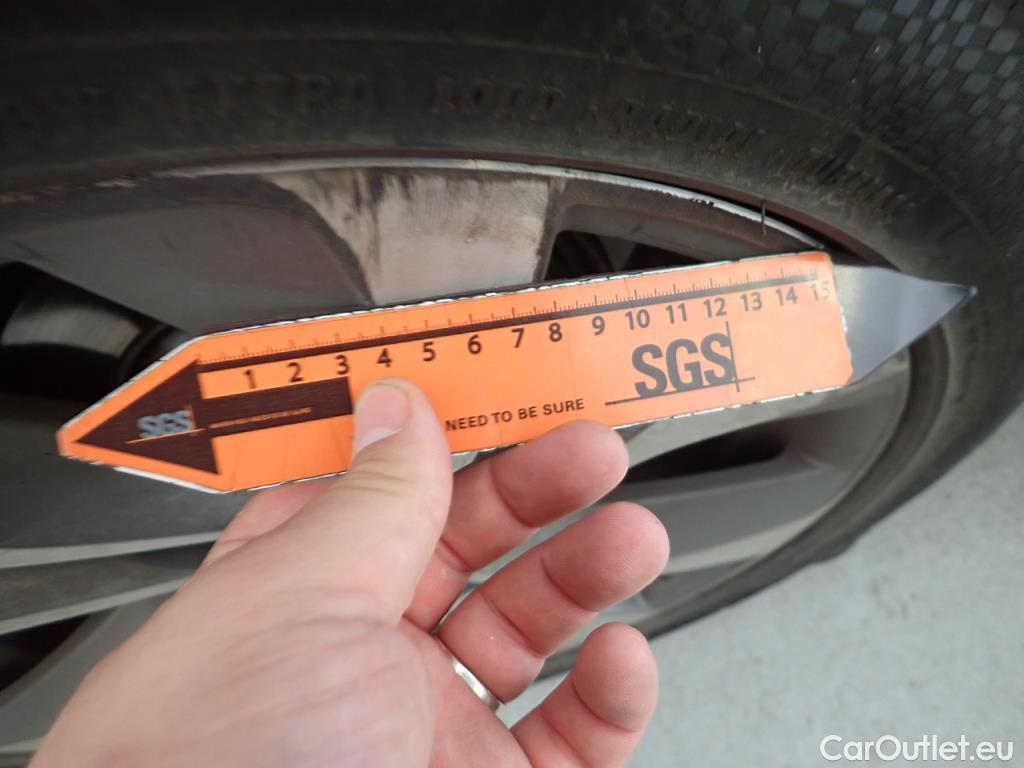 EXTRA LOAD
1 2 3 4 5 6 7 8 9 10 11 12 13 14 15
SGS
NEED TO BE SURE
SGS
CarOutlet.eu